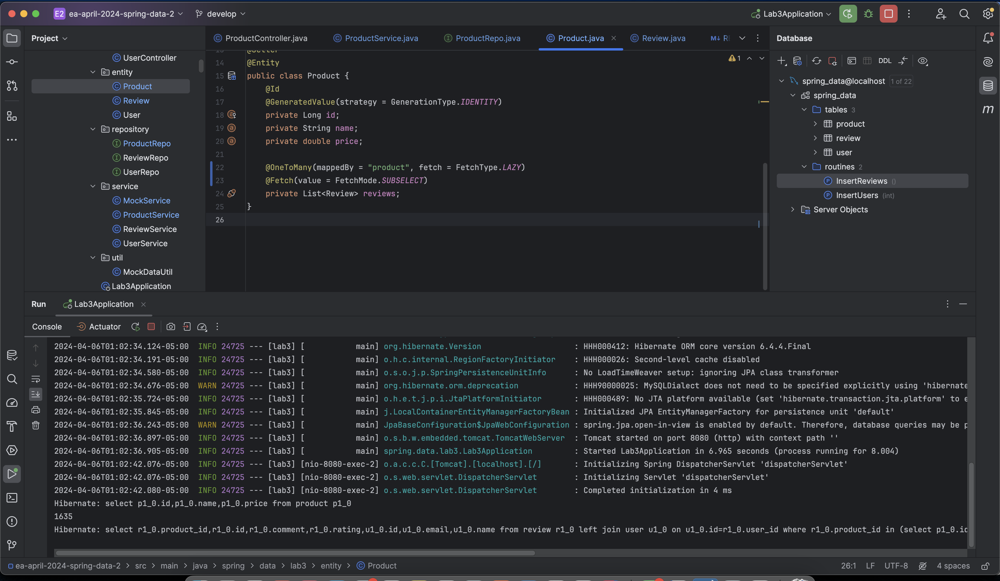 E2 ea-april-2024-spring-data-2 develop Lab3Application
Project
UserController
entity
Product
Review
User
repository
ProductRepo
ReviewRepo
UserRepo
service
MockService
ProductService
ReviewService
UserService
util
MockDataUtil
Lab3Application
ProductController.java ProductService.java ProductRepo.java Product.java Review.java M↓
1
14 @Entity
15 public class Product {
16 @Id
17 @GeneratedValue(strategy = GenerationType.IDENTITY)
18 private Long id;
19 private String name;
20 private double price;
21
22 @OneToMany(mappedBy = "product", fetch = FetchType.LAZY)
23 @Fetch(value = FetchMode.SUBSELECT)
24 private List<Review> reviews;
25 }
26
Database
DDL
spring_data@localhost 1 of 22
spring_data
tables 3
product
review
user
routines 2
InsertReviews ()
InsertUsers (int)
Server Objects
m
Run Lab3Application
Console Actuator
2024-04-06T01:02:34.124-05:00 INFO 24725 --- [lab3] [ main] org.hibernate.Version : HHH000412: Hibernate ORM core version 6.4.4.Final
2024-04-06T01:02:34.191-05:00 INFO 24725 --- [lab3] [ main] o.h.c.internal.RegionFactoryInitiator : HHH000026: Second-level cache disabled
2024-04-06T01:02:34.580-05:00 INFO 24725 --- [lab3] [ main] o.s.o.j.p.SpringPersistenceUnitInfo : No LoadTimeWeaver setup: ignoring JPA class transformer
2024-04-06T01:02:34.676-05:00 WARN 24725 --- [lab3] [ main] org.hibernate.orm.deprecation : HHH90000025: MySQLDialect does not need to be specified explicitly using 'hibernate
2024-04-06T01:02:35.724-05:00 INFO 24725 --- [lab3] [ main] o.h.e.t.j.p.i.JtaPlatformInitiator : HHH000489: No JTA platform available (set 'hibernate.transaction.jta.platform' to e
2024-04-06T01:02:35.845-05:00 INFO 24725 --- [lab3] [ main] j.LocalContainerEntityManagerFactoryBean : Initialized JPA EntityManagerFactory for persistence unit 'default'
2024-04-06T01:02:36.243-05:00 WARN 24725 --- [lab3] [ main] JpaBaseConfiguration$JpaWebConfiguration : spring.jpa.open-in-view is enabled by default. Therefore, database queries may be p
2024-04-06T01:02:36.897-05:00 INFO 24725 --- [lab3] [ main] o.s.b.w.embedded.tomcat.TomcatWebServer : Tomcat started on port 8080 (http) with context path ''
2024-04-06T01:02:36.905-05:00 INFO 24725 --- [lab3] [ main] spring.data.lab3.Lab3Application : Started Lab3Application in 6.965 seconds (process running for 8.004)
2024-04-06T01:02:42.076-05:00 INFO 24725 --- [lab3] [nio-8080-exec-2] o.a.c.c.C.[Tomcat].[localhost].[/] : Initializing Spring DispatcherServlet 'dispatcherServlet'
2024-04-06T01:02:42.076-05:00 INFO 24725 --- [lab3] [nio-8080-exec-2] o.s.web.servlet.DispatcherServlet : Initializing Servlet 'dispatcherServlet'
2024-04-06T01:02:42.080-05:00 INFO 24725 --- [lab3] [nio-8080-exec-2] o.s.web.servlet.DispatcherServlet : Completed initialization in 4 ms
Hibernate: select p1_0.id,p1_0.name,p1_0.price from product p1_0
1635
Hibernate: select r1_0.product_id,r1_0.id,r1_0.comment,r1_0.rating,u1_0.id,u1_0.email,u1_0.name from review r1_0 left join user u1_0 on u1_0.id=r1_0.user_id where r1_0.product_id in (select p1_0.id
ea-april-2024-spring-data-2 > src > main > java > spring > data > lab3 > entity > Product 26:1 LF UTF-8 4 spaces